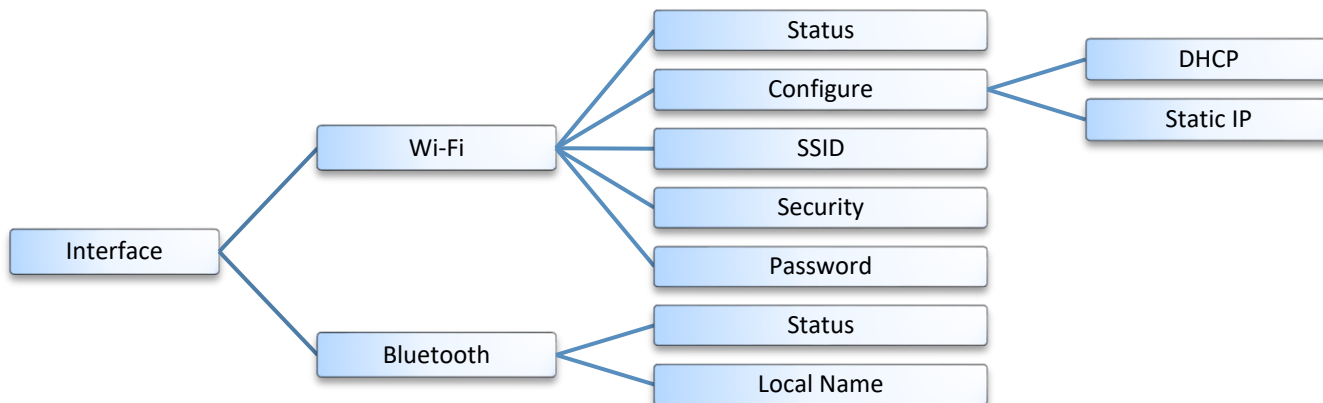 Status
DHCP
Configure
Static IP
Wi-Fi
SSID
Security
Interface
Password
Status
Bluetooth
Local Name